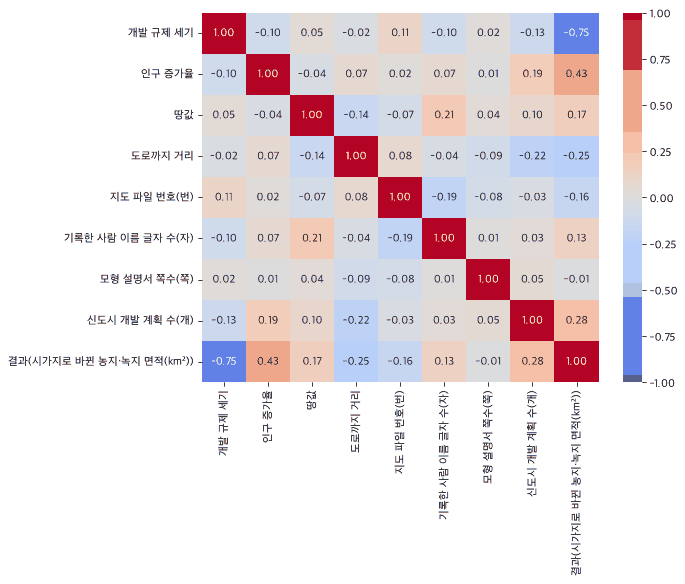 개발 규제 세기 1.00 -0.10 0.05 -0.02 0.11 -0.10 0.02 -0.13 -0.75
인구 증가율 -0.10 1.00 -0.04 0.07 0.02 0.07 0.01 0.19 0.43
땅값 0.05 -0.04 1.00 -0.14 -0.07 0.21 0.04 0.10 0.17
도로까지 거리 -0.02 0.07 -0.14 1.00 0.08 -0.04 -0.09 -0.22 -0.25
지도 파일 번호(번) 0.11 0.02 -0.07 0.08 1.00 -0.19 -0.08 -0.03 -0.16
기록한 사람 이름 글자 수(자) -0.10 0.07 0.21 -0.04 -0.19 1.00 0.01 0.03 0.13
모형 설명서 쪽수(쪽) 0.02 0.01 0.04 -0.09 -0.08 0.01 1.00 0.05 -0.01
신도시 개발 계획 수(개) -0.13 0.19 0.10 -0.22 -0.03 0.03 0.05 1.00 0.28
결과(시가지로 바뀐 농지·녹지 면적(km²)) -0.75 0.43 0.17 -0.25 -0.16 0.13 -0.01 0.28 1.00
개발 규제 세기
인구 증가율
땅값
도로까지 거리
지도 파일 번호(번)
기록한 사람 이름 글자 수(자)
모형 설명서 쪽수(쪽)
신도시 개발 계획 수(개)
결과(시가지로 바뀐 농지·녹지 면적(km²))
1.00
0.75
0.50
0.25
0.00
-0.25
-0.50
-0.75
-1.00